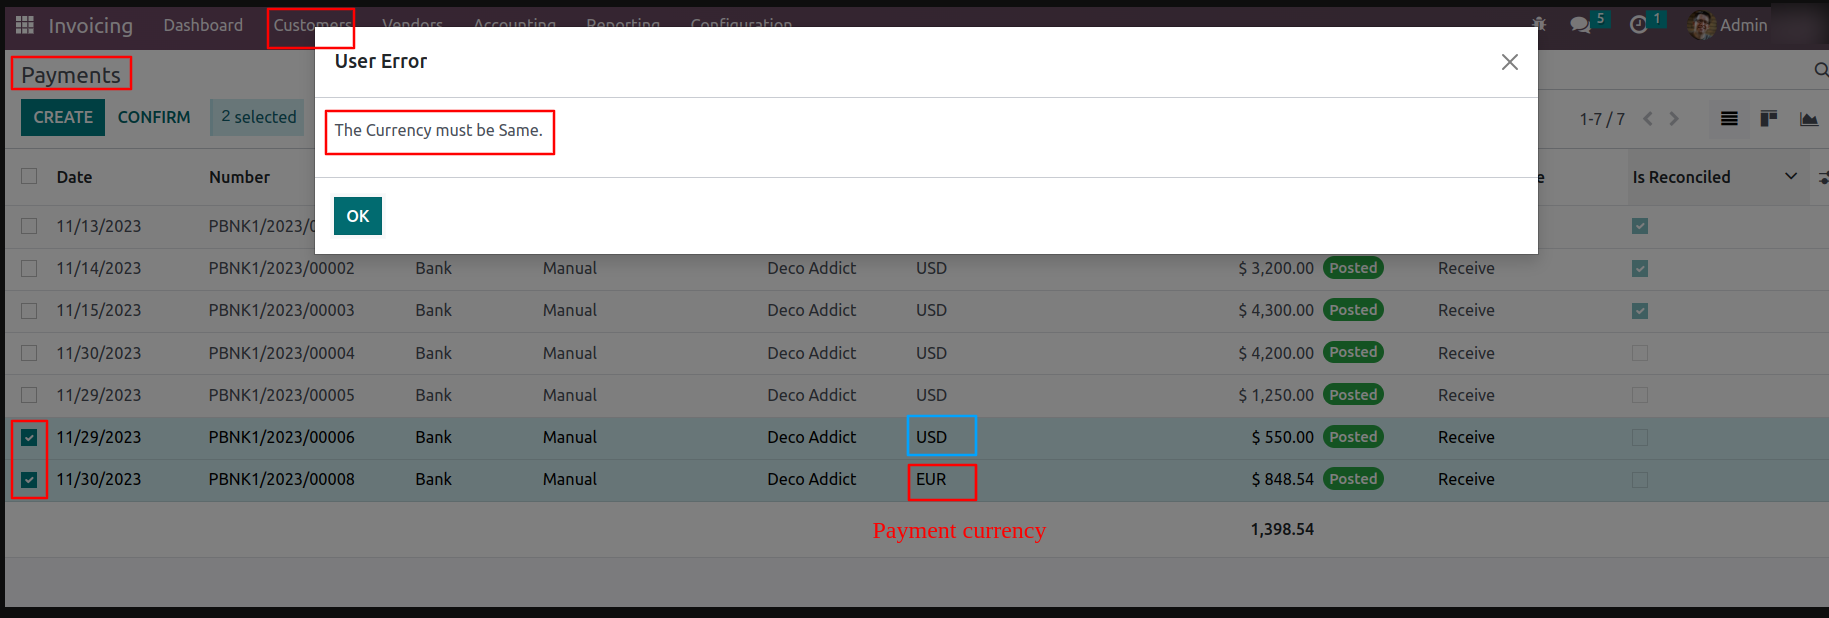 Invoicing Dashboard Customers Vendors Accounting Reporting Configuration 5 1 Admin
User Error
Payments
The Currency must be Same.
CREATE CONFIRM 2 selected 1-7 / 7
Date Number Is Reconciled
OK
11/13/2023 PBNK1/2023/
11/14/2023 PBNK1/2023/00002 Bank Manual Deco Addict USD $ 3,200.00 Posted Receive
11/15/2023 PBNK1/2023/00003 Bank Manual Deco Addict USD $ 4,300.00 Posted Receive
11/30/2023 PBNK1/2023/00004 Bank Manual Deco Addict USD $ 4,200.00 Posted Receive
11/29/2023 PBNK1/2023/00005 Bank Manual Deco Addict USD $ 1,250.00 Posted Receive
11/29/2023 PBNK1/2023/00006 Bank Manual Deco Addict USD $ 550.00 Posted Receive
11/30/2023 PBNK1/2023/00008 Bank Manual Deco Addict EUR $ 848.54 Posted Receive
1,398.54
Payment currency